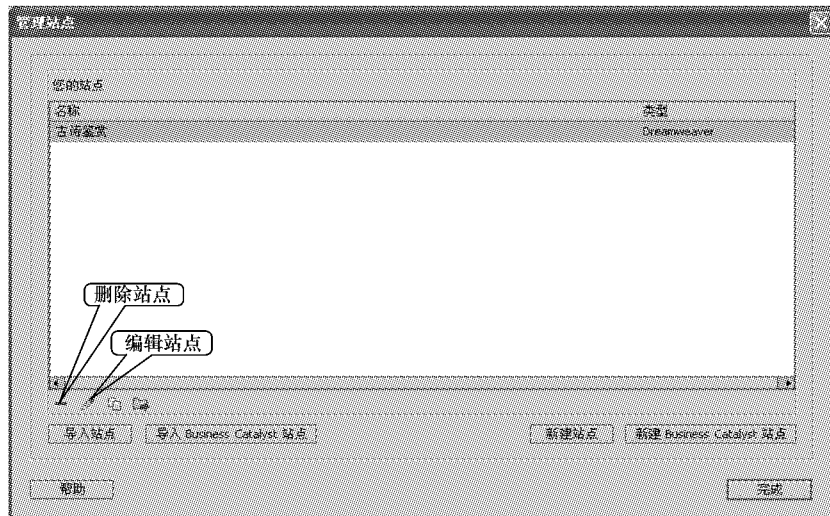 管理站点
您的站点
名称 类型
古诗鉴赏 Dreamweaver
删除站点
编辑站点
导入站点 导入 Business Catalyst 站点 新建站点 新建 Business Catalyst 站点
帮助 完成